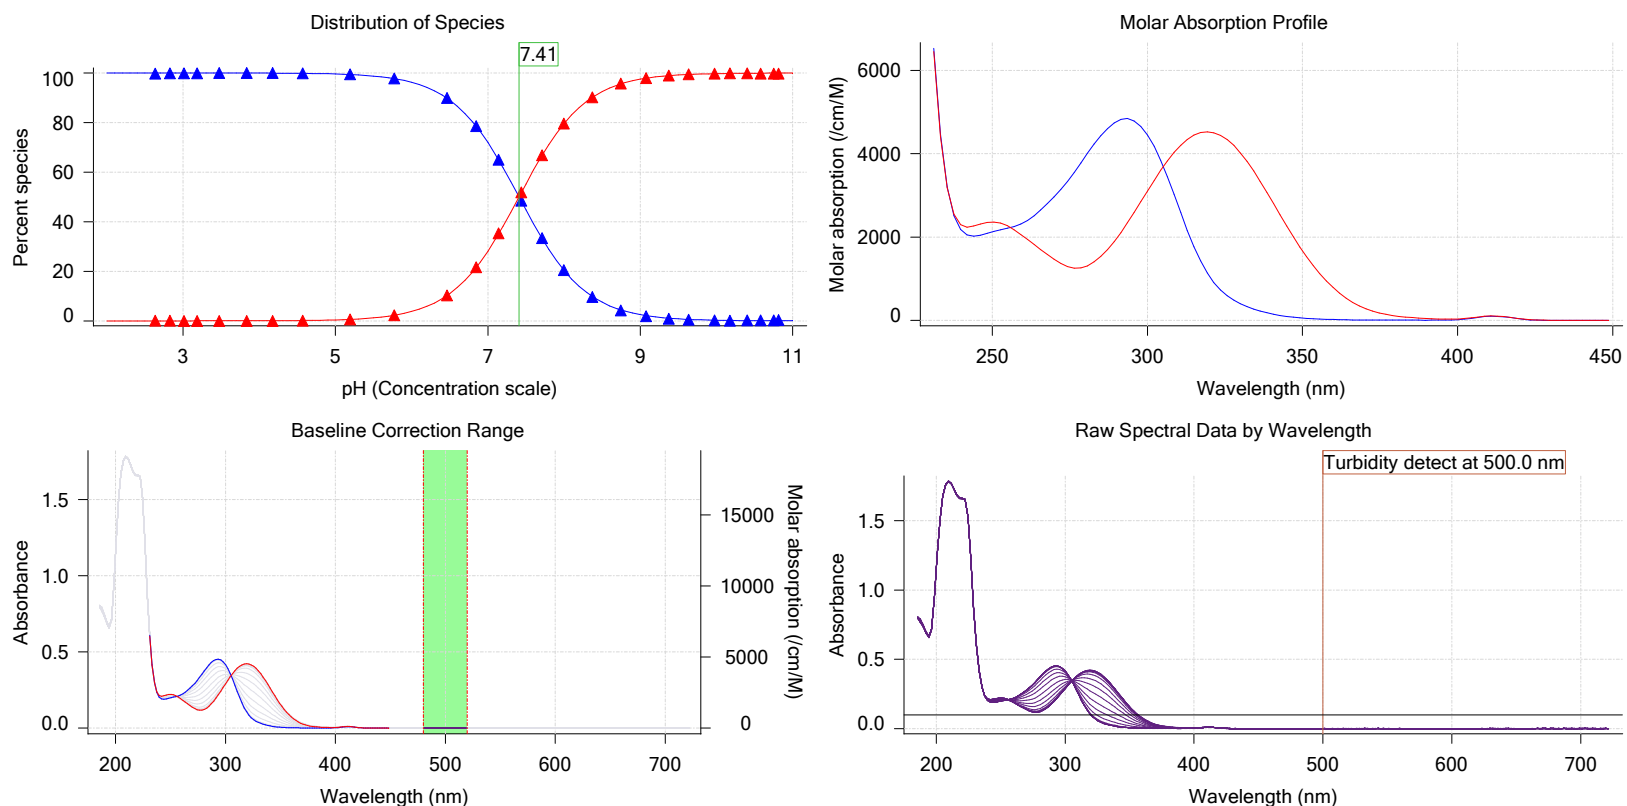 Distribution of Species
7.41
100
80
60
40
20
0
Percent species
3 5 7 9 11
pH (Concentration scale)
Molar Absorption Profile
6000
4000
2000
0
Molar absorption (/cm/M)
250 300 350 400 450
Wavelength (nm)
Baseline Correction Range
1.5
1.0
0.5
0.0
Absorbance
15000
10000
5000
0
Molar absorption (/cm/M)
200 300 400 500 600 700
Wavelength (nm)
Raw Spectral Data by Wavelength
Turbidity detect at 500.0 nm
1.5
1.0
0.5
0.0
Absorbance
200 300 400 500 600 700
Wavelength (nm)